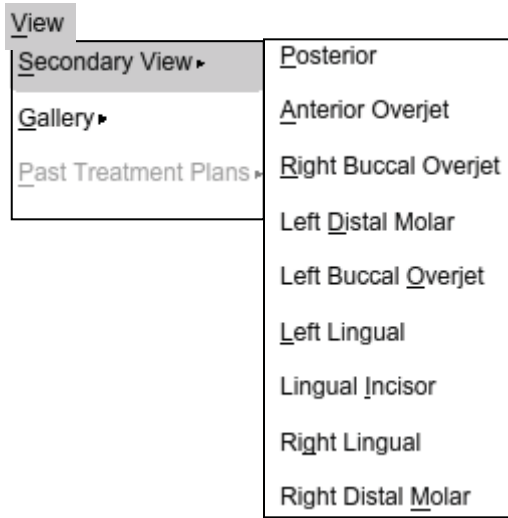 View
Secondary View
Gallery
Past Treatment Plans
Posterior
Anterior Overjet
Right Buccal Overjet
Left Distal Molar
Left Buccal Overjet
Left Lingual
Lingual Incisor
Right Lingual
Right Distal Molar